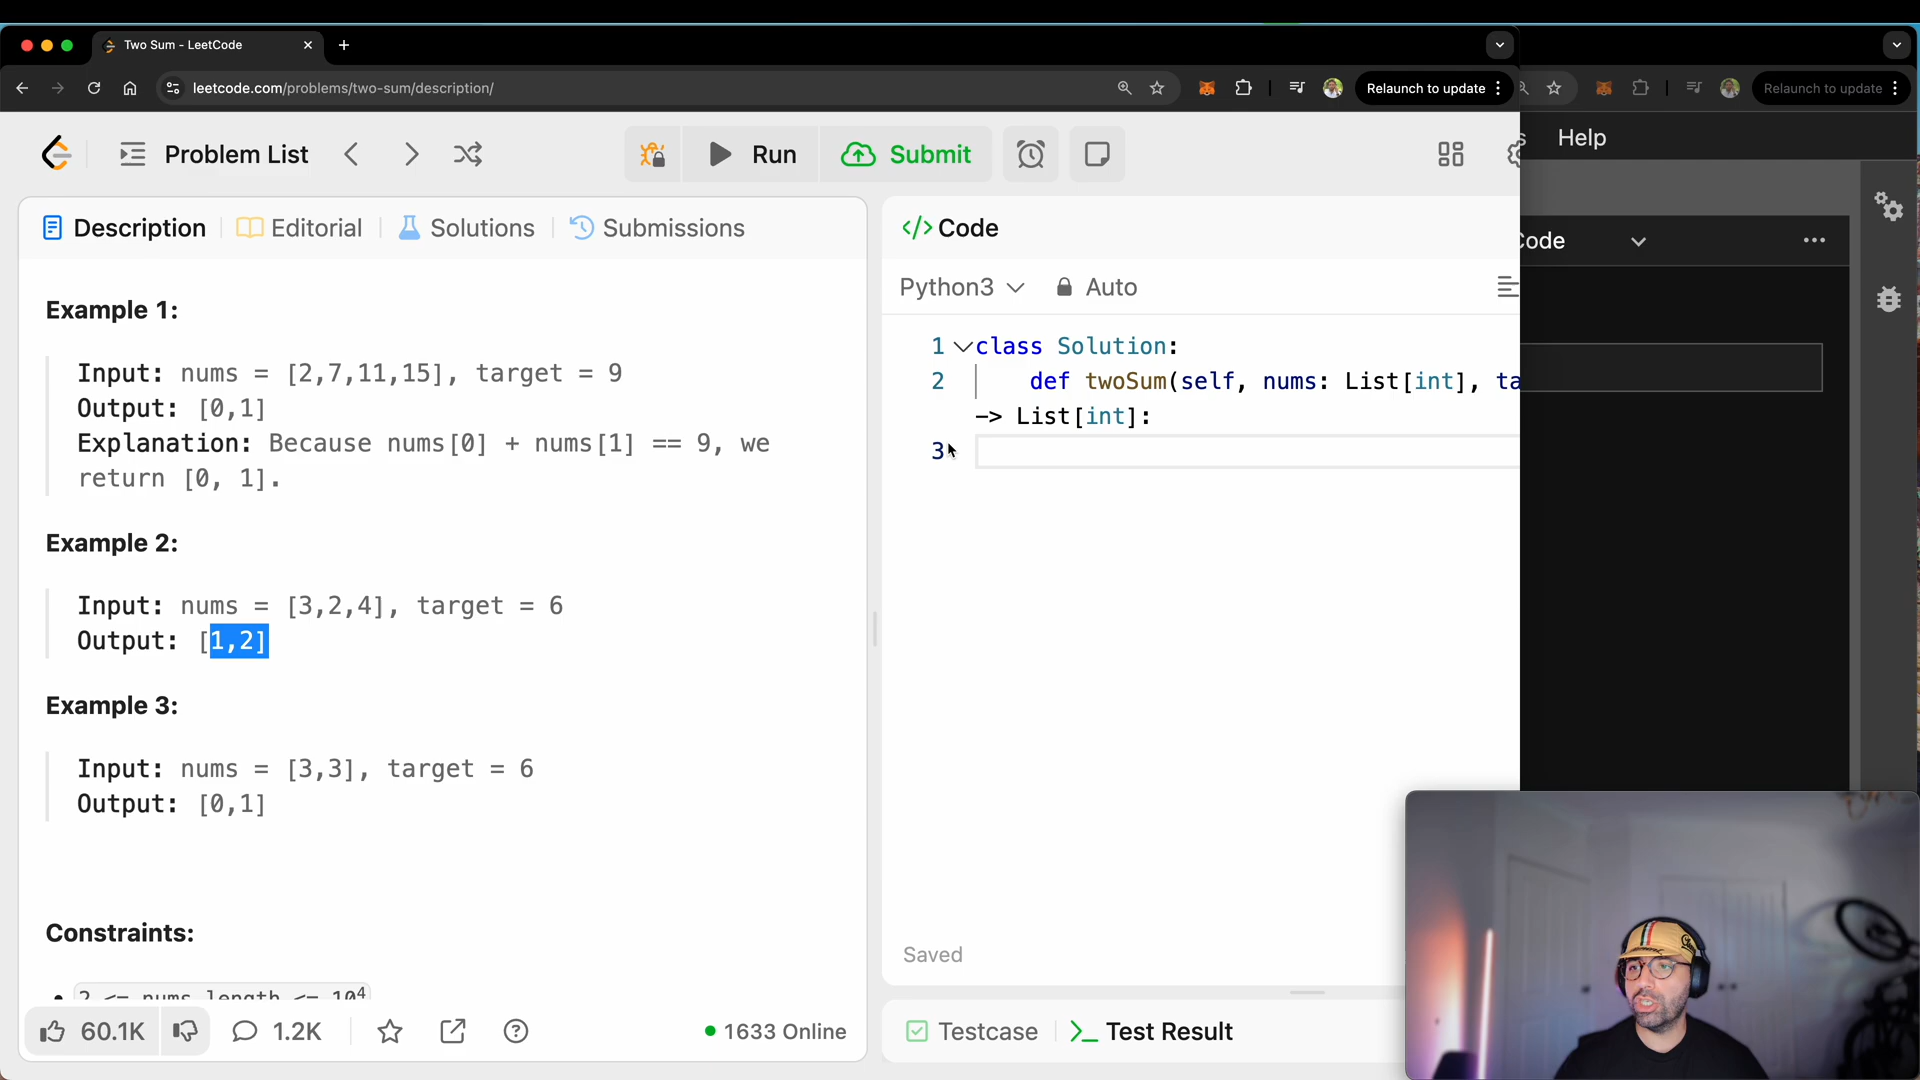 Two Sum - LeetCode
leetcode.com/problems/two-sum/description/
Relaunch to update
Relaunch to update
Help
Problem List
Run
Submit
Description
Editorial
Solutions
Submissions
Example 1:
Input: nums = [2,7,11,15], target = 9
Output: [0,1]
Explanation: Because nums[0] + nums[1] == 9, we
return [0, 1].
Example 2:
Input: nums = [3,2,4], target = 6
Output: [1,2]
Example 3:
Input: nums = [3,3], target = 6
Output: [0,1]
Constraints:
2 <= nums.length <= 10⁴
60.1K
1.2K
1633 Online
</> Code
Python3
Auto
1 class Solution:
2 def twoSum(self, nums: List[int], ta
-> List[int]:
3
Saved
Testcase
Test Result
Code